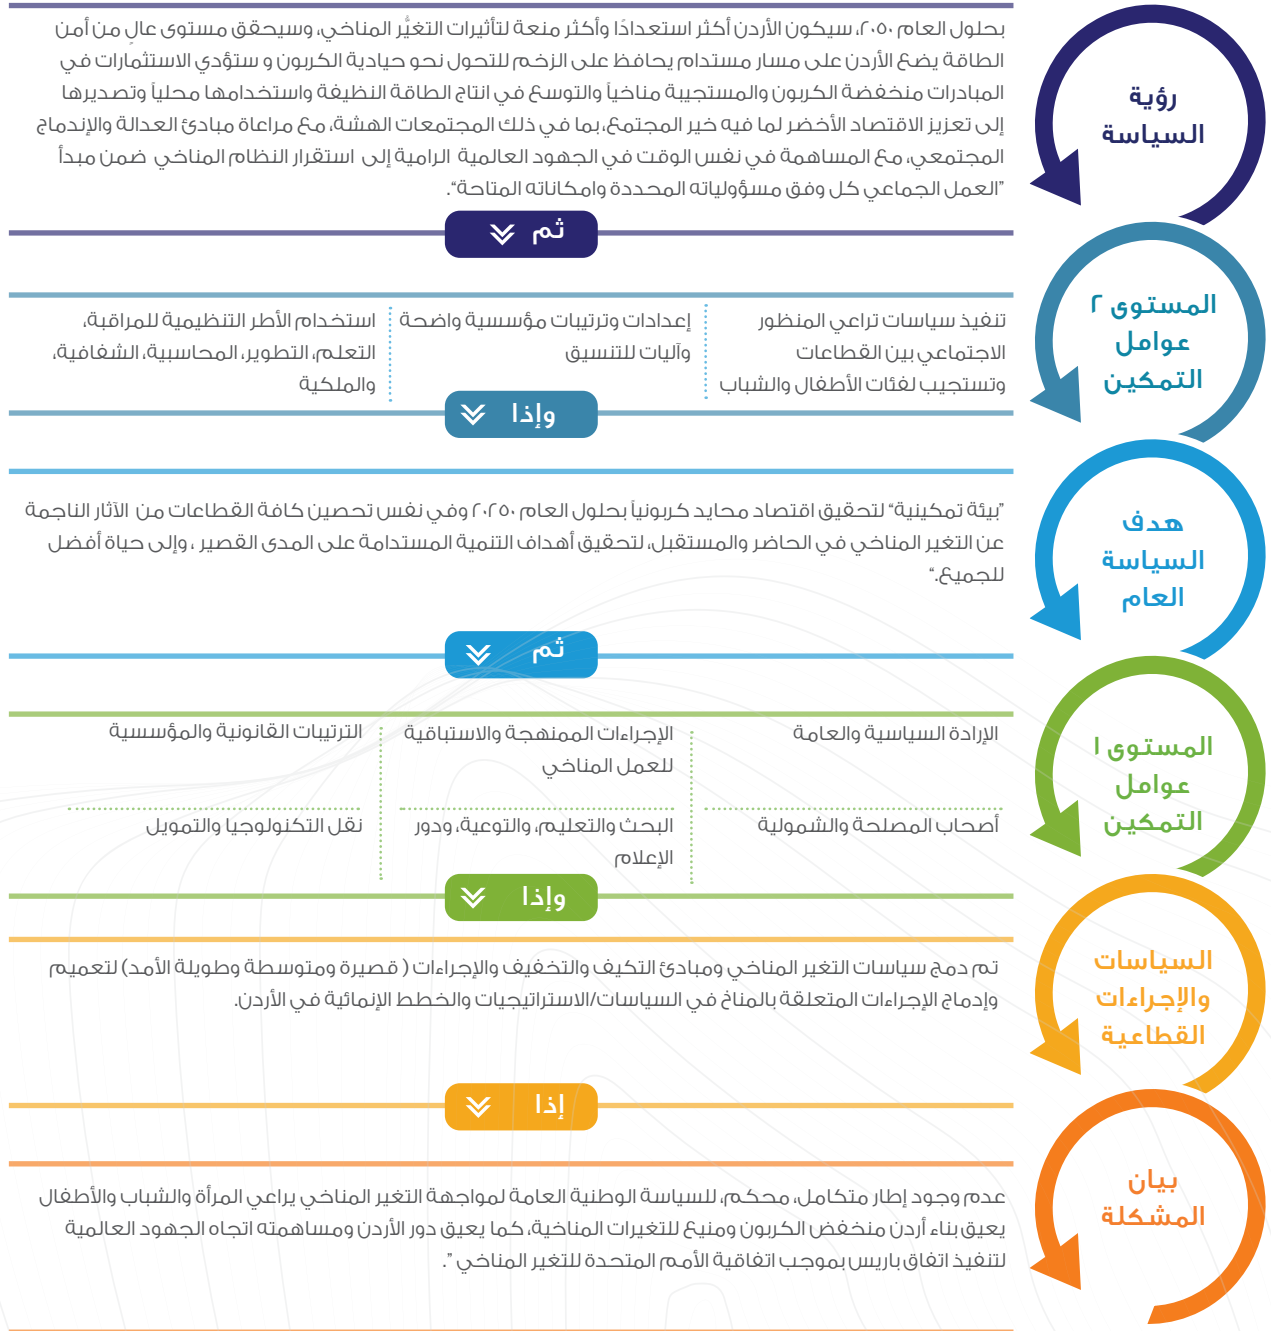 رؤية
السياسة
بحلول العام ٢٠٥٠، سيكون الأردن أكثر استعدادًا وأكثر منعة لتأثيرات التغيُّر المناخي، وسيحقق مستوى عالٍ من أمن
الطاقة يضع الأردن على مسار مستدام يحافظ على الزخم للتحول نحو حيادية الكربون و ستؤدي الاستثمارات في
المبادرات منخفضة الكربون والمستجيبة مناخياً والتوسع في انتاج الطاقة النظيفة واستخدامها محلياً وتصديرها
إلى تعزيز الاقتصاد الأخضر لما فيه خير المجتمع، بما في ذلك المجتمعات الهشة، مع مراعاة مبادئ العدالة والإندماج
المجتمعي، مع المساهمة في نفس الوقت في الجهود العالمية الرامية إلى استقرار النظام المناخي ضمن مبدأ
"العمل الجماعي كل وفق مسؤولياته المحددة وامكاناته المتاحة".
ثم
المستوى ٢
عوامل
التمكين
تنفيذ سياسات تراعي المنظور
الاجتماعي بين القطاعات
وتستجيب لفئات الأطفال والشباب
إعدادات وترتيبات مؤسسية واضحة
وآليات للتنسيق
استخدام الأطر التنظيمية للمراقبة،
التعلم، التطوير، المحاسبية، الشفافية،
والملكية
وإذا
هدف
السياسة
العام
"بيئة تمكينية" لتحقيق اقتصاد محايد كربونياً بحلول العام ٢٠٢٥٠ وفي نفس تحصين كافة القطاعات من الآثار الناجمة
عن التغير المناخي في الحاضر والمستقبل، لتحقيق أهداف التنمية المستدامة على المدى القصير ، وإلى حياة أفضل
للجميع."
ثم
المستوى ١
عوامل
التمكين
الإرادة السياسية والعامة
الإجراءات الممنهجة والاستباقية
للعمل المناخي
الترتيبات القانونية والمؤسسية
أصحاب المصلحة والشمولية
البحث والتعليم، والتوعية، ودور
الإعلام
نقل التكنولوجيا والتمويل
وإذا
السياسات
والإجراءات
القطاعية
تم دمج سياسات التغير المناخي ومبادئ التكيف والتخفيف والإجراءات ( قصيرة ومتوسطة وطويلة الأمد) لتعميم
وإدماج الإجراءات المتعلقة بالمناخ في السياسات/الاستراتيجيات والخطط الإنمائية في الأردن.
إذا
بيان
المشكلة
عدم وجود إطار متكامل، محكم، للسياسة الوطنية العامة لمواجهة التغير المناخي يراعي المرأة والشباب والأطفال
يعيق بناء أردن منخفض الكربون ومنيع للتغيرات المناخية، كما يعيق دور الأردن ومساهمته اتجاه الجهود العالمية
لتنفيذ اتفاق باريس بموجب اتفاقية الأمم المتحدة للتغير المناخي ".